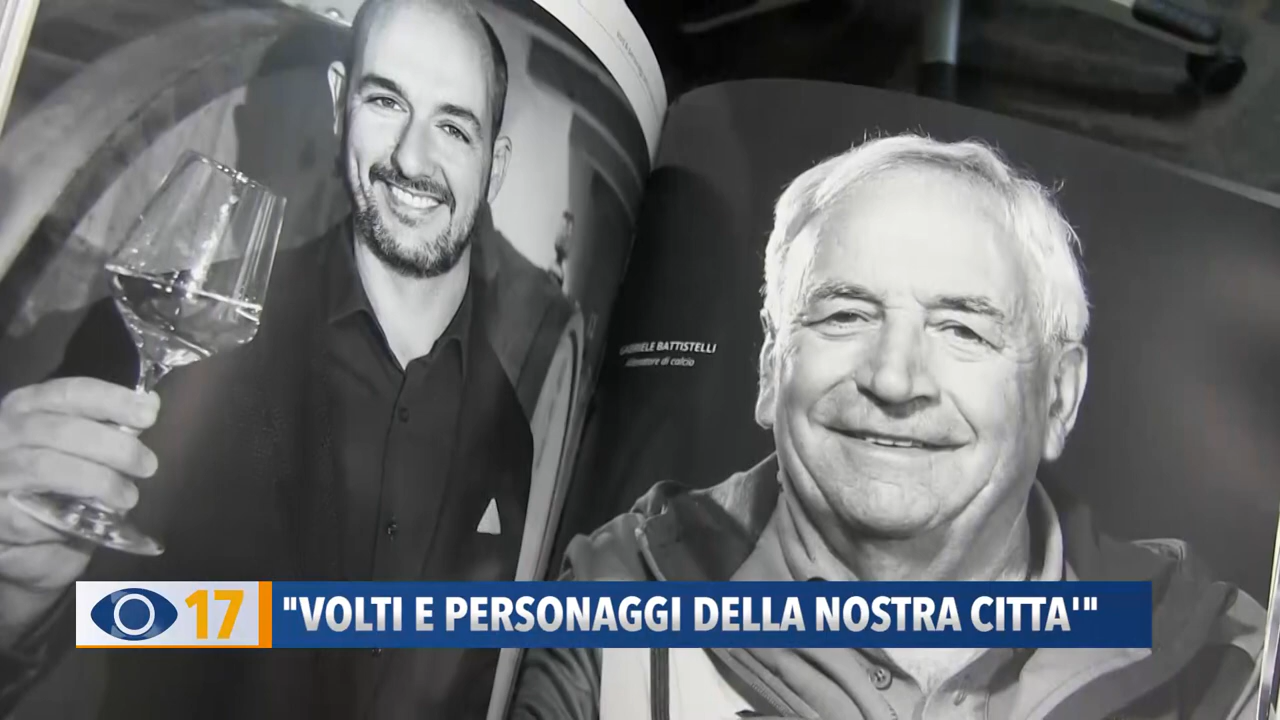 GABRIELE BATTISTELLI
Allenatore di calcio
17 "VOLTI E PERSONAGGI DELLA NOSTRA CITTA'"